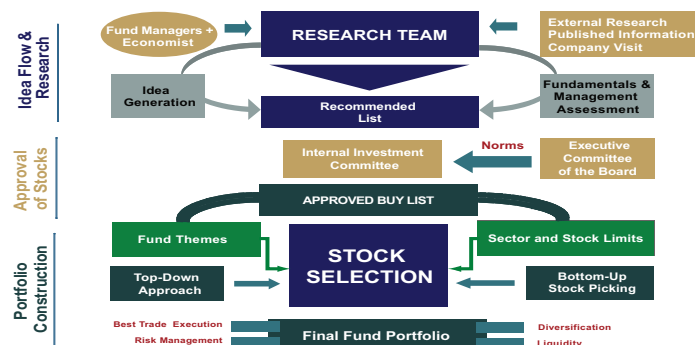 Idea Flow &
Research
Fund Managers +
Economist
RESEARCH TEAM
External Research
Published Information
Company Visit
Idea
Generation
Recommended
List
Fundamentals &
Management
Assessment
Approval
of Stocks
Internal Investment
Committee
Norms
Executive
Committee
of the Board
APPROVED BUY LIST
Portfolio
Construction
Fund Themes
STOCK
SELECTION
Sector and Stock Limits
Top-Down
Approach
Bottom-Up
Stock Picking
Best Trade Execution
Risk Management
Final Fund Portfolio
Diversification
Liquidity